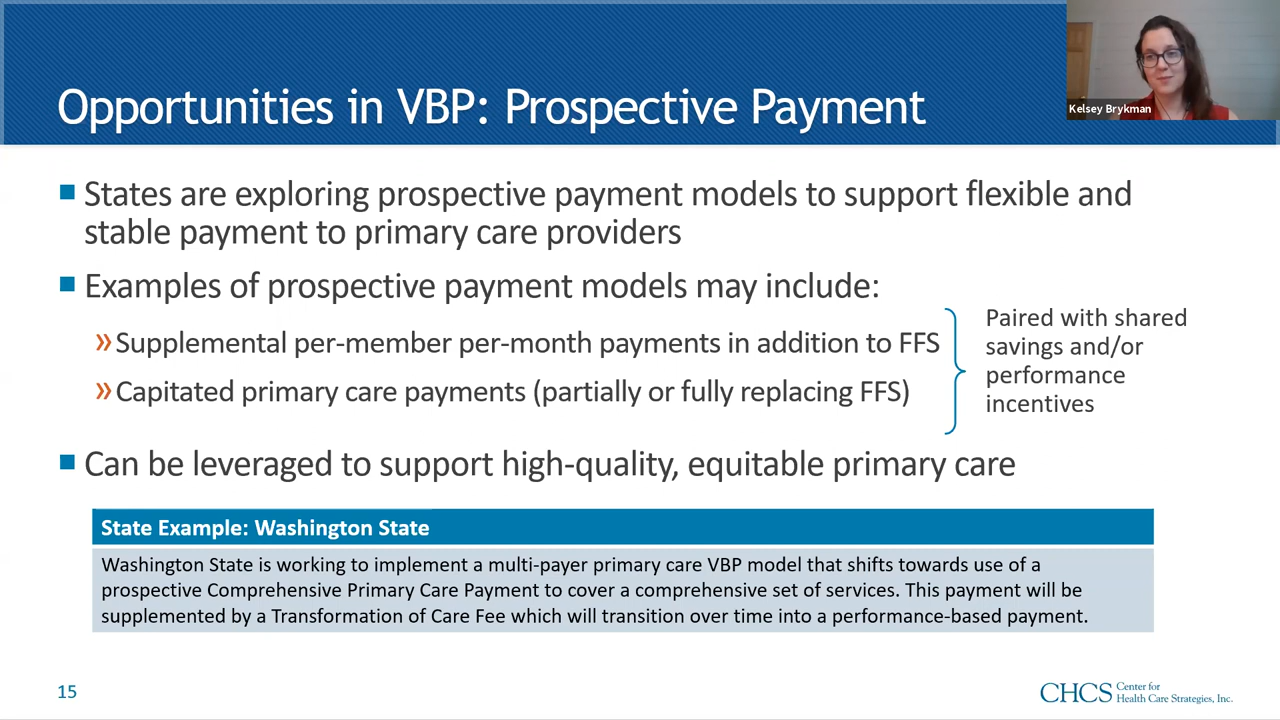 Opportunities in VBP: Prospective Payment
Kelsey Brykman
States are exploring prospective payment models to support flexible and
stable payment to primary care providers
Examples of prospective payment models may include:
» Supplemental per-member per-month payments in addition to FFS
» Capitated primary care payments (partially or fully replacing FFS)
Paired with shared
savings and/or
performance
incentives
Can be leveraged to support high-quality, equitable primary care
State Example: Washington State
Washington State is working to implement a multi-payer primary care VBP model that shifts towards use of a
prospective Comprehensive Primary Care Payment to cover a comprehensive set of services. This payment will be
supplemented by a Transformation of Care Fee which will transition over time into a performance-based payment.
15
CHCS Center for
Health Care Strategies, Inc.